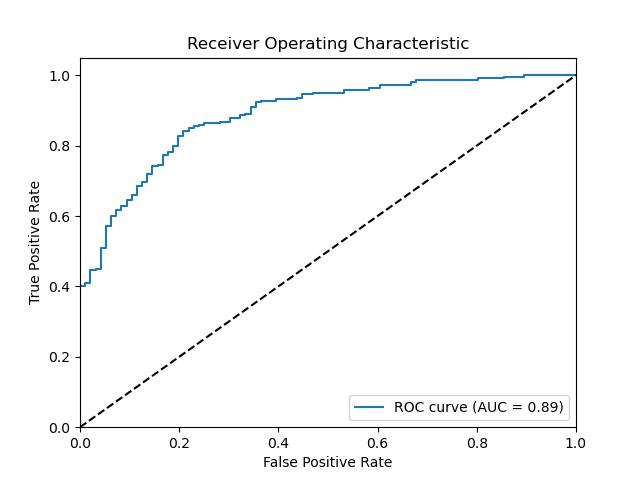 Receiver Operating Characteristic
True Positive Rate
1.0
0.8
0.6
0.4
0.2
0.0
ROC curve (AUC = 0.89)
0.0 0.2 0.4 0.6 0.8 1.0
False Positive Rate